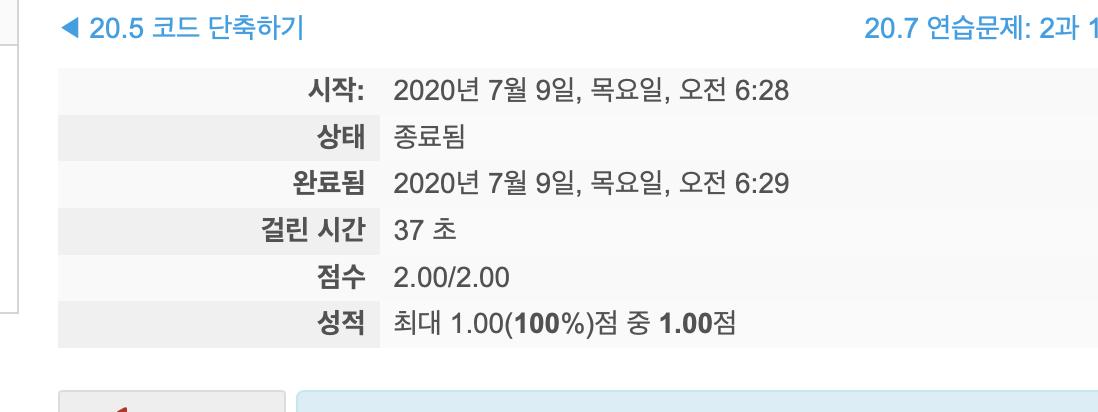 ◀ 20.5 코드 단축하기
20.7 연습문제: 2과 1
시작: 2020년 7월 9일, 목요일, 오전 6:28
상태 종료됨
완료됨 2020년 7월 9일, 목요일, 오전 6:29
걸린 시간 37 초
점수 2.00/2.00
성적 최대 1.00(100%)점 중 1.00점